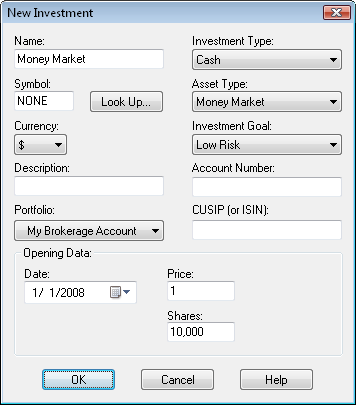 New Investment
Name:
Investment Type:
Money Market
Cash
Symbol:
Asset Type:
NONE
Look Up...
Money Market
Currency:
Investment Goal:
$
Low Risk
Description:
Account Number:
Portfolio:
CUSIP (or ISIN):
My Brokerage Account
Opening Data:
Date:
Price:
1/ 1/2008
1
Shares:
10,000
OK
Cancel
Help